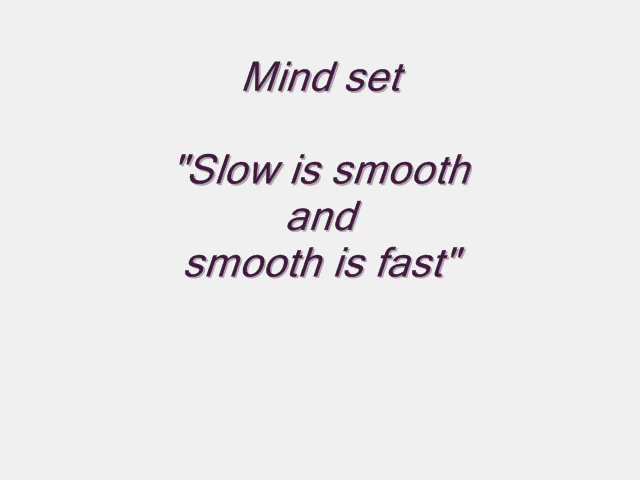 Mind set
"Slow is smooth
and
smooth is fast"